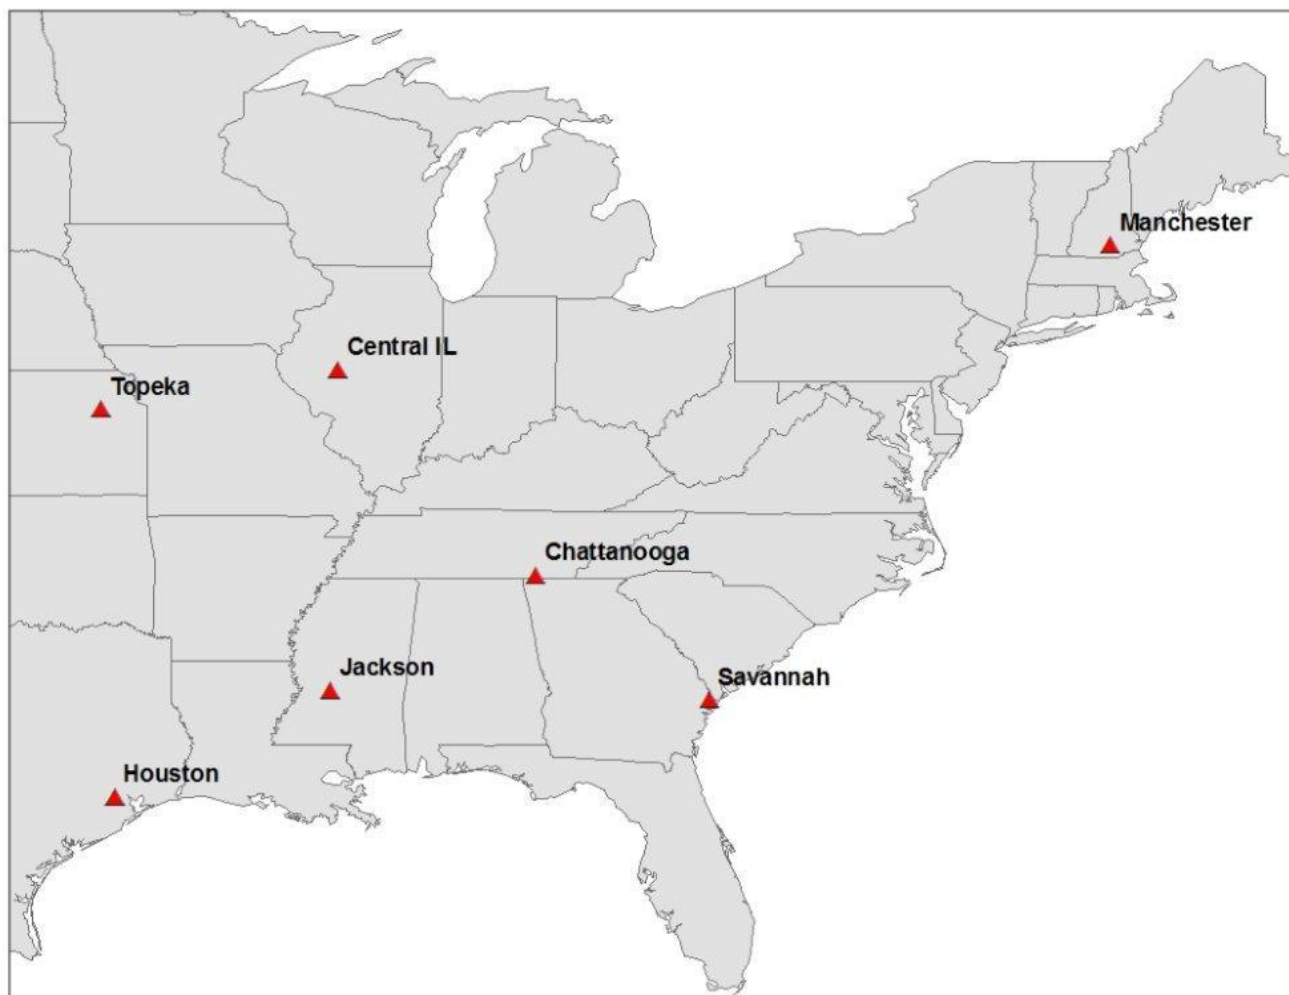 Manchester
Central IL
Topeka
Chattanooga
Jackson
Savannah
Houston